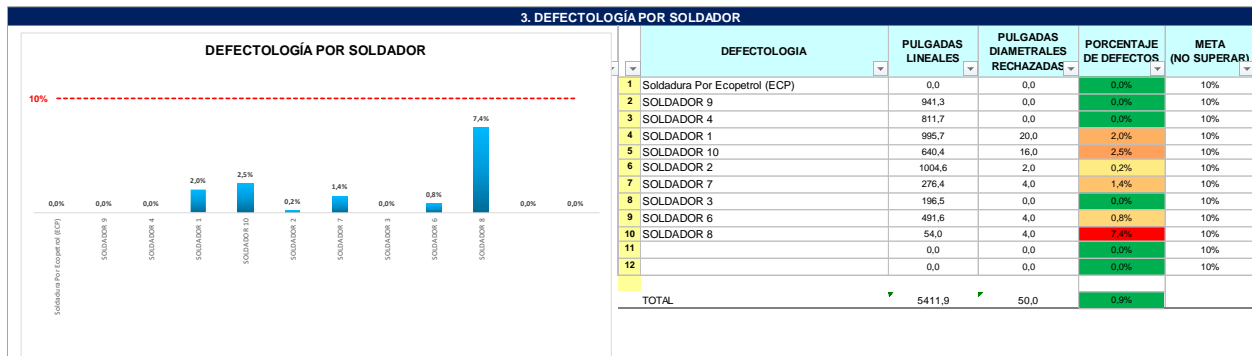 3. DEFECTOLOGÍA POR SOLDADOR
DEFECTOLOGÍA POR SOLDADOR
10%
0,0%
0,0%
0,0%
2,0%
2,5%
0,2%
1,4%
0,0%
0,8%
7,4%
0,0%
0,0%
Soldadura Por Ecopetrol (ECP)
SOLDADOR 9
SOLDADOR 4
SOLDADOR 1
SOLDADOR 10
SOLDADOR 2
SOLDADOR 7
SOLDADOR 3
SOLDADOR 6
SOLDADOR 8
DEFECTOLOGIA PULGADAS LINEALES PULGADAS DIAMETRALES RECHAZADAS PORCENTAJE DE DEFECTOS META (NO SUPERAR)
1 Soldadura Por Ecopetrol (ECP) 0,0 0,0 0,0% 10%
2 SOLDADOR 9 941,3 0,0 0,0% 10%
3 SOLDADOR 4 811,7 0,0 0,0% 10%
4 SOLDADOR 1 995,7 20,0 2,0% 10%
5 SOLDADOR 10 640,4 16,0 2,5% 10%
6 SOLDADOR 2 1004,6 2,0 0,2% 10%
7 SOLDADOR 7 276,4 4,0 1,4% 10%
8 SOLDADOR 3 196,5 0,0 0,0% 10%
9 SOLDADOR 6 491,6 4,0 0,8% 10%
10 SOLDADOR 8 54,0 4,0 7,4% 10%
11 0,0 0,0 0,0% 10%
12 0,0 0,0 0,0% 10%
TOTAL 5411,9 50,0 0,9%